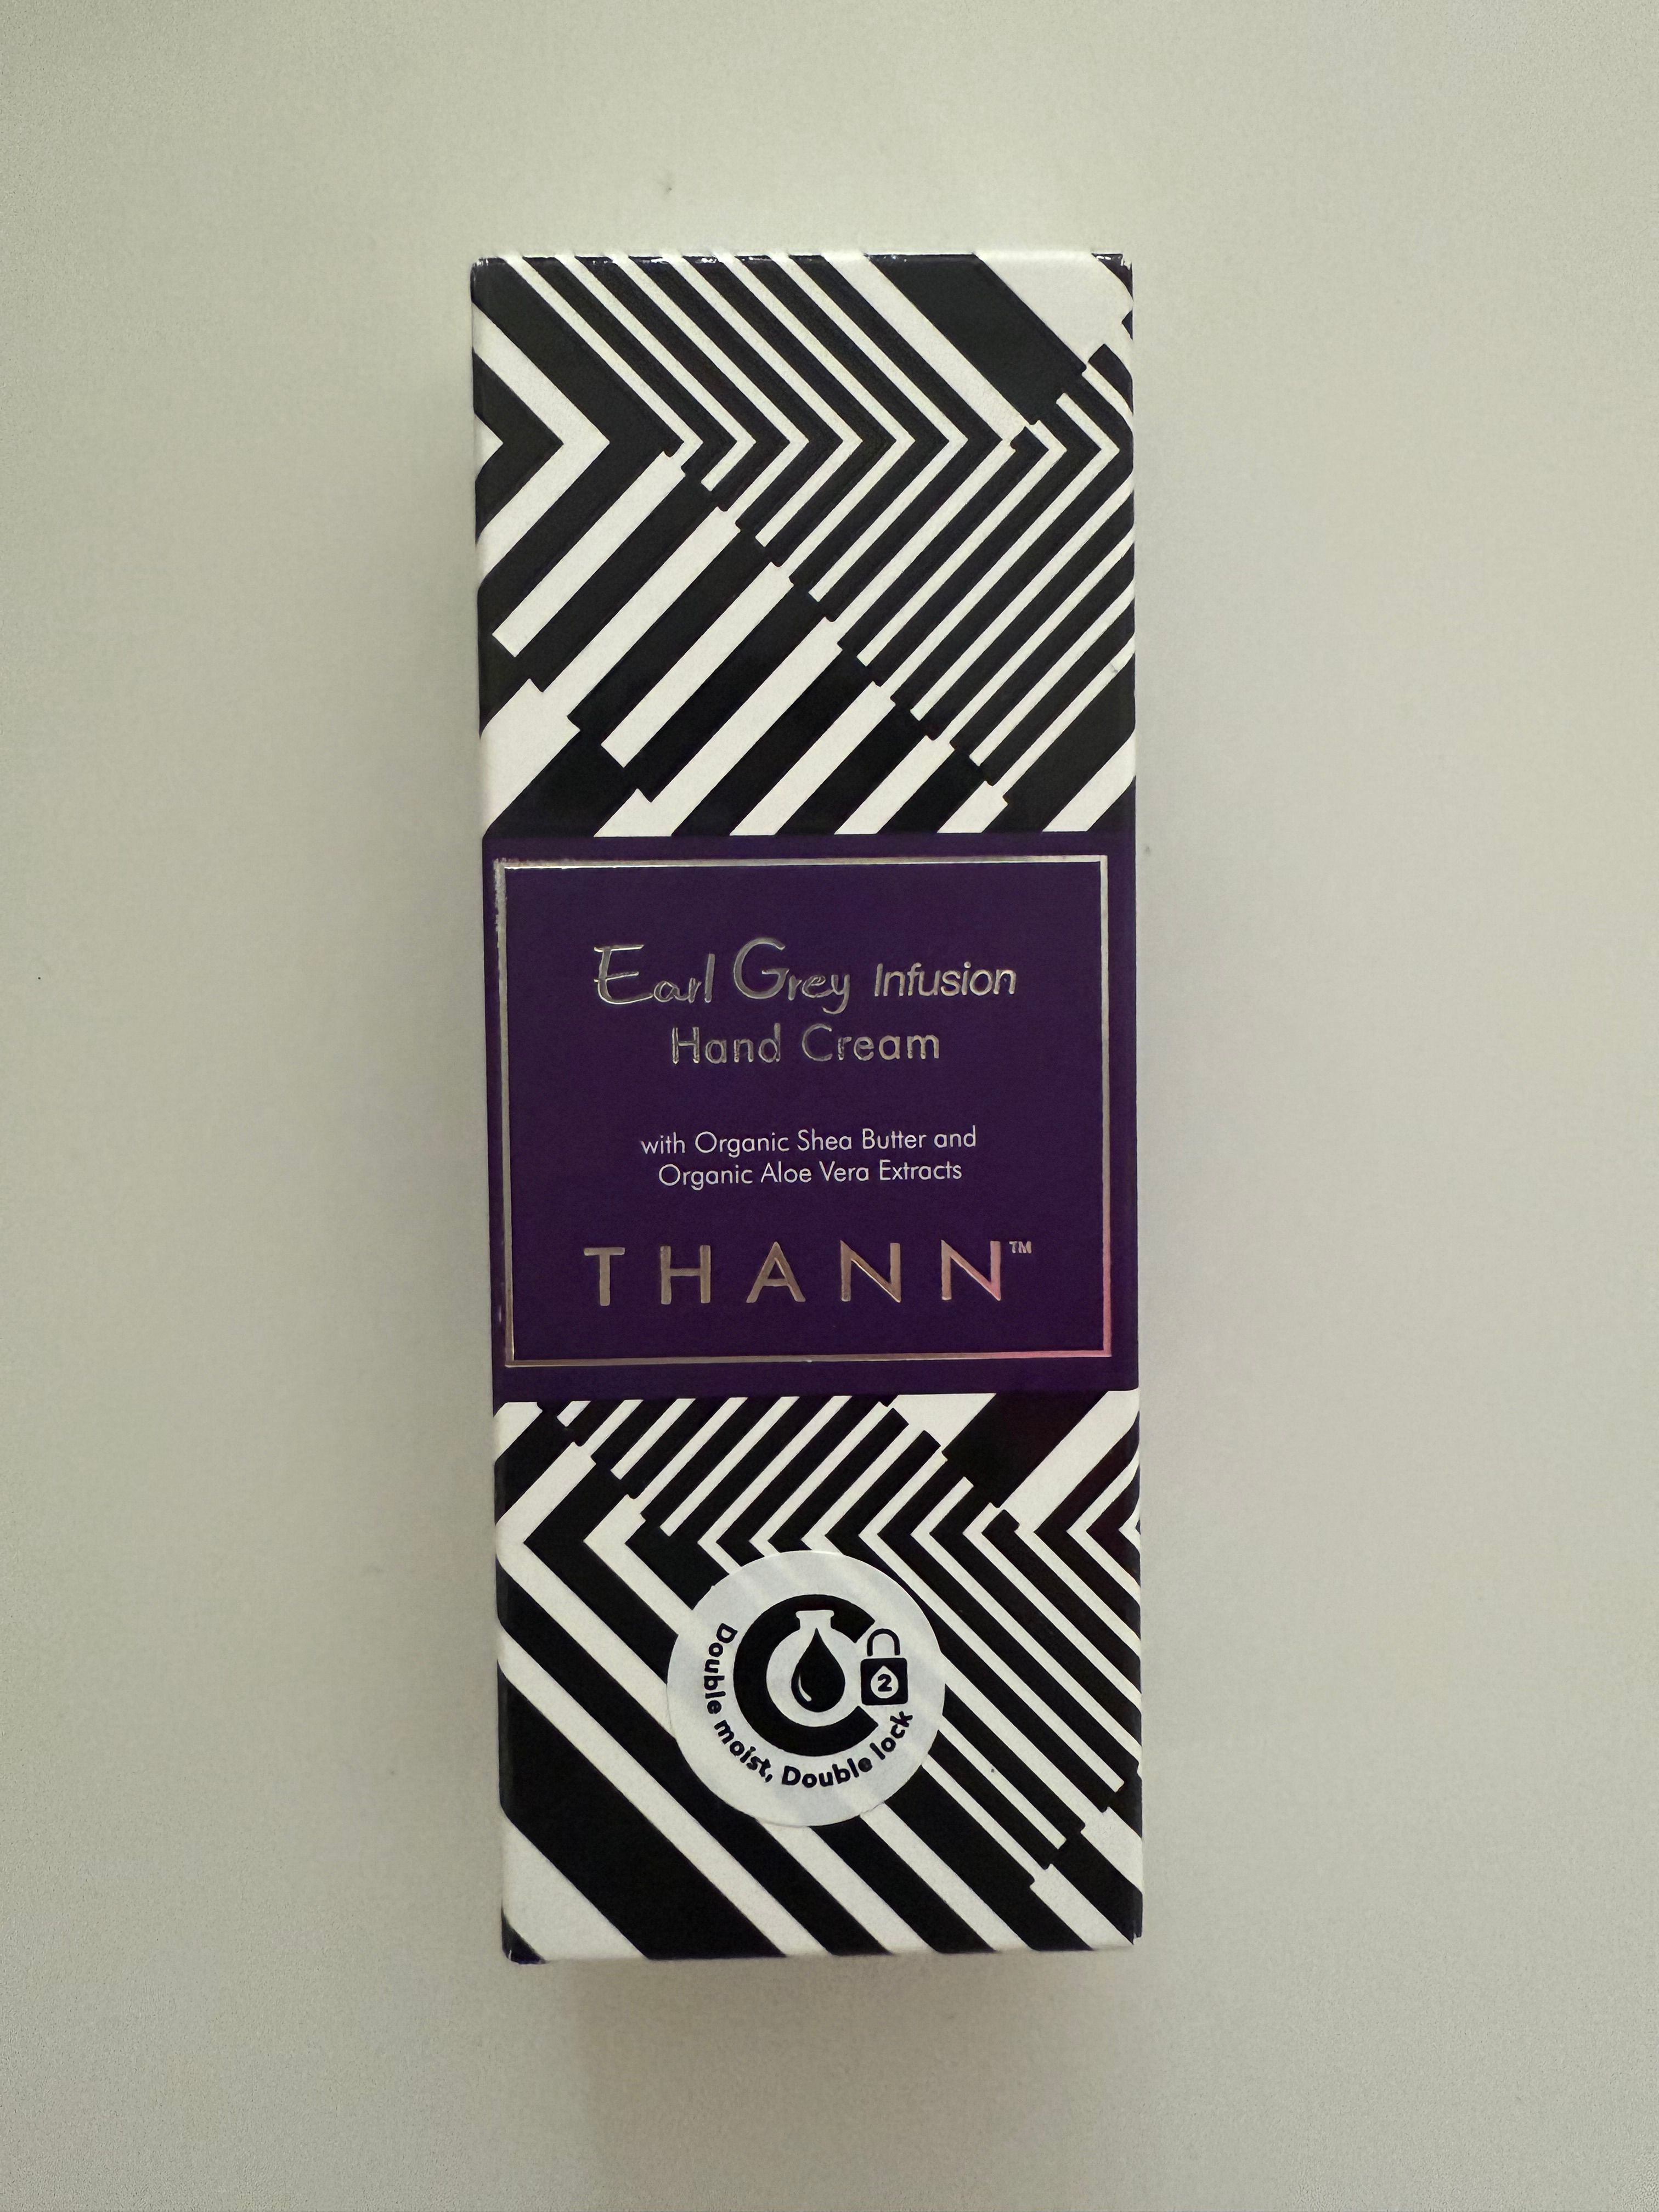 Earl Grey Infusion
Hand Cream
with Organic Shea Butter and
Organic Aloe Vera Extracts
THANN™
2
Double moist, Double lock